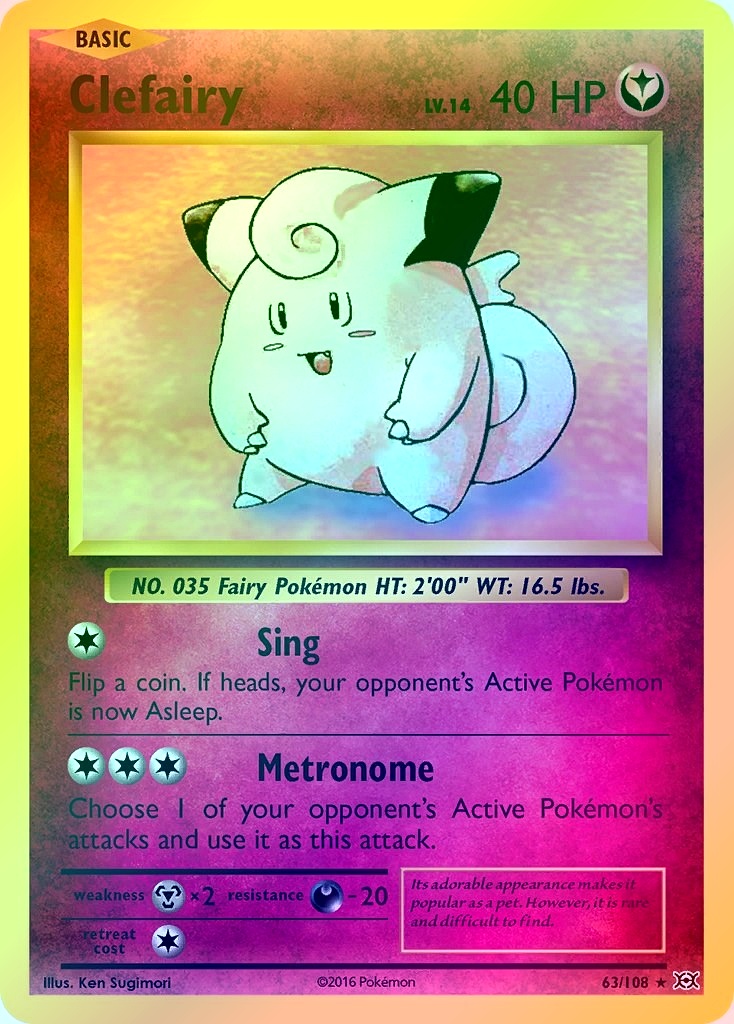 BASIC
Clefairy LV.14 40 HP
NO. 035 Fairy Pokémon HT: 2'00" WT: 16.5 lbs.
Sing
Flip a coin. If heads, your opponent's Active Pokémon
is now Asleep.
Metronome
Choose 1 of your opponent's Active Pokémon's
attacks and use it as this attack.
weakness ×2 resistance -20
retreat
cost
Its adorable appearance makes it
popular as a pet. However, it is rare
and difficult to find.
Illus. Ken Sugimori ©2016 Pokémon 63/108 ★